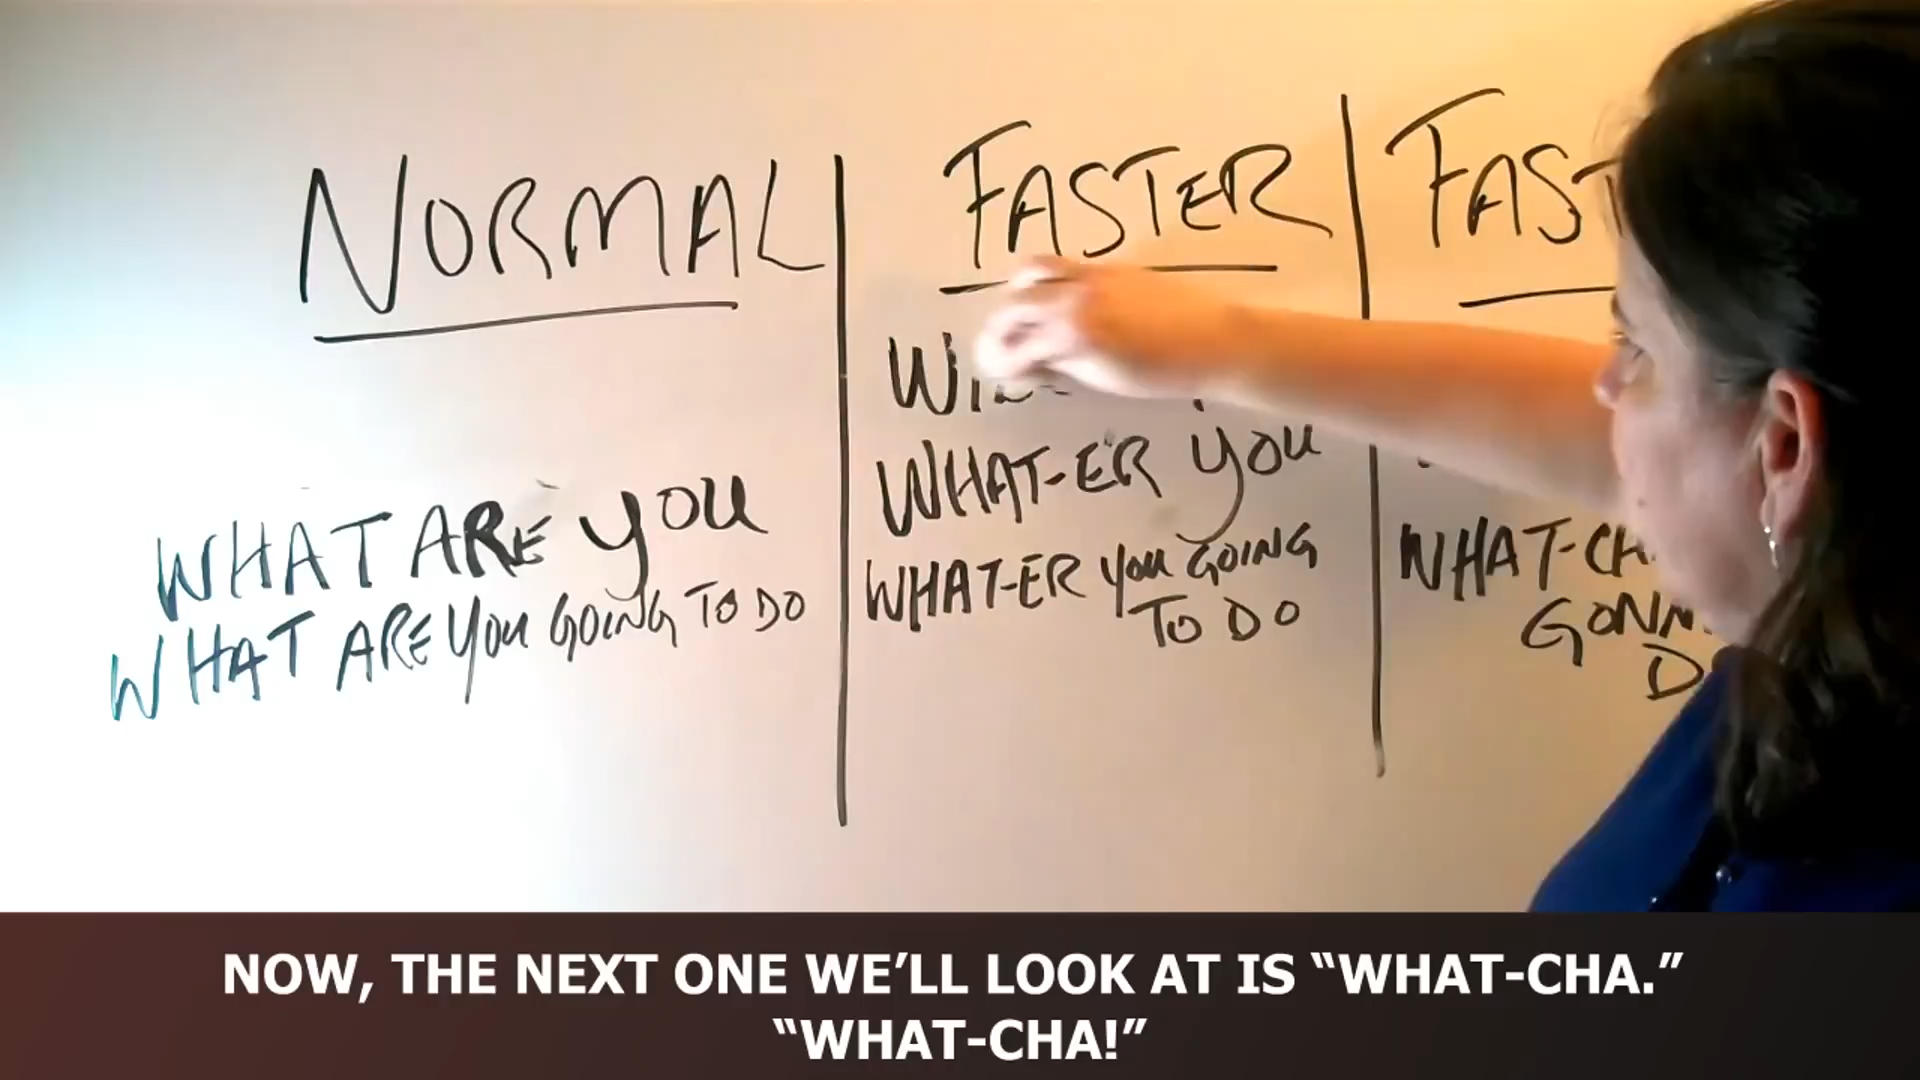 NORMAL
FASTER
WHAT ARE YOU
WHAT ARE YOU GOING TO DO
WHAT-ER YOU
WHAT-ER YOU GOING
TO DO
NOW, THE NEXT ONE WE’LL LOOK AT IS “WHAT-CHA.”
“WHAT-CHA!”